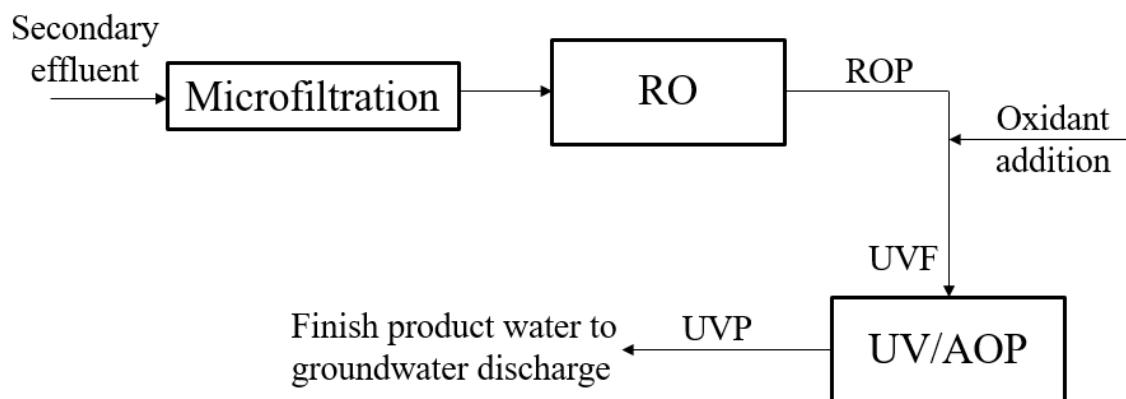 Secondary
effluent
Microfiltration
RO
ROP
Oxidant
addition
UVF
UV/AOP
UVP
Finish product water to
groundwater discharge